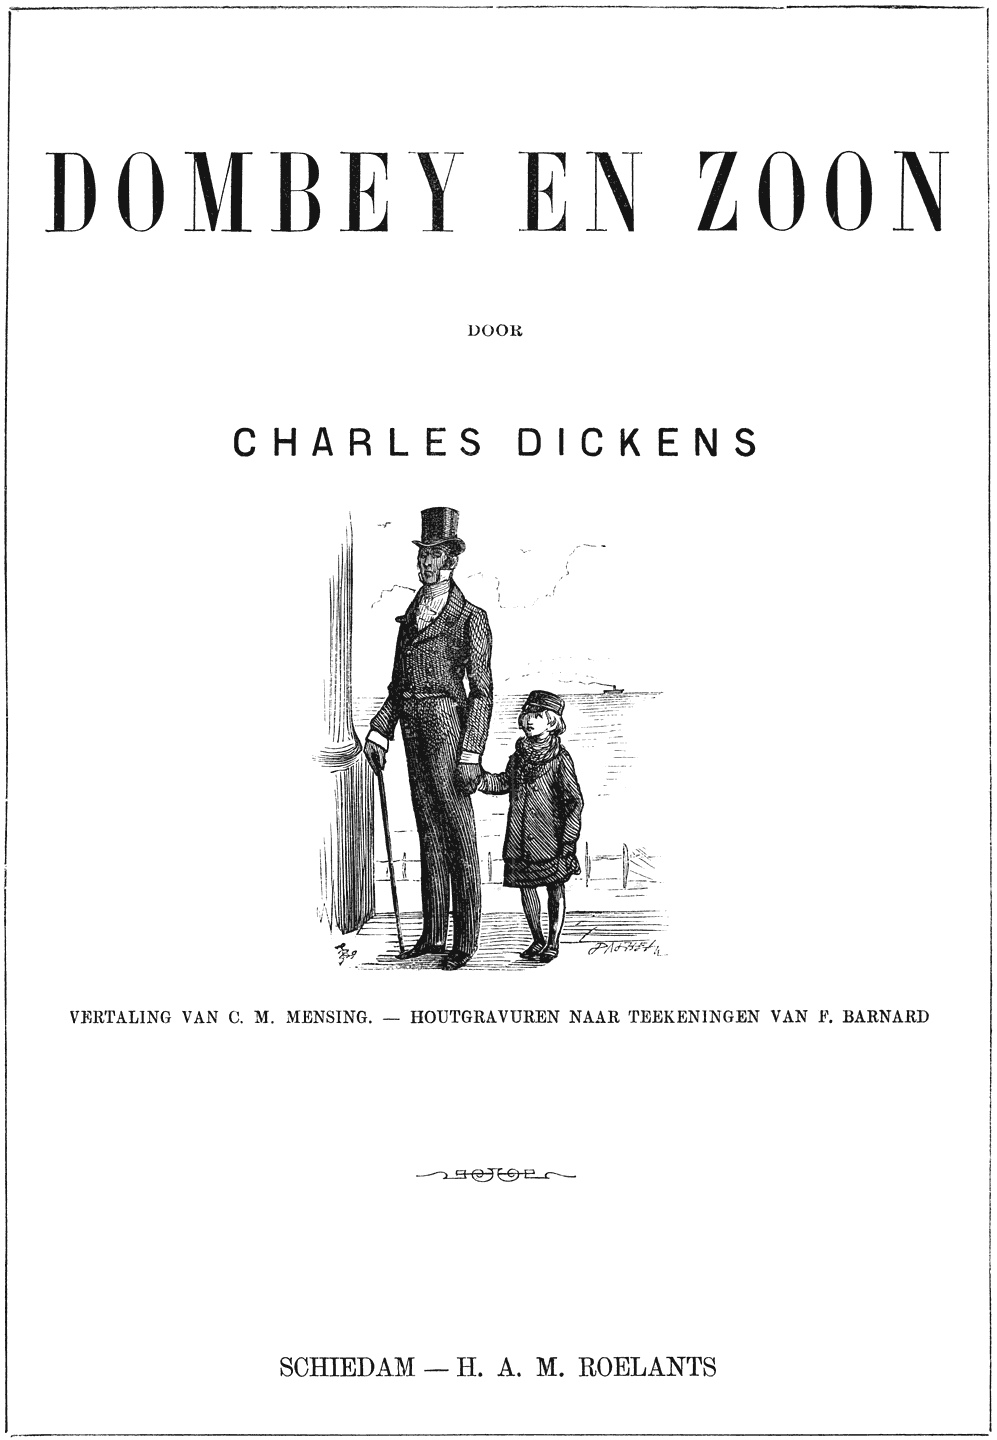 DOMBEY EN ZOON
DOOR
CHARLES DICKENS
VERTALING VAN C. M. MENSING. — HOUTGRAVUREN NAAR TEEKENINGEN VAN F. BARNARD
SCHIEDAM — H. A. M. ROELANTS